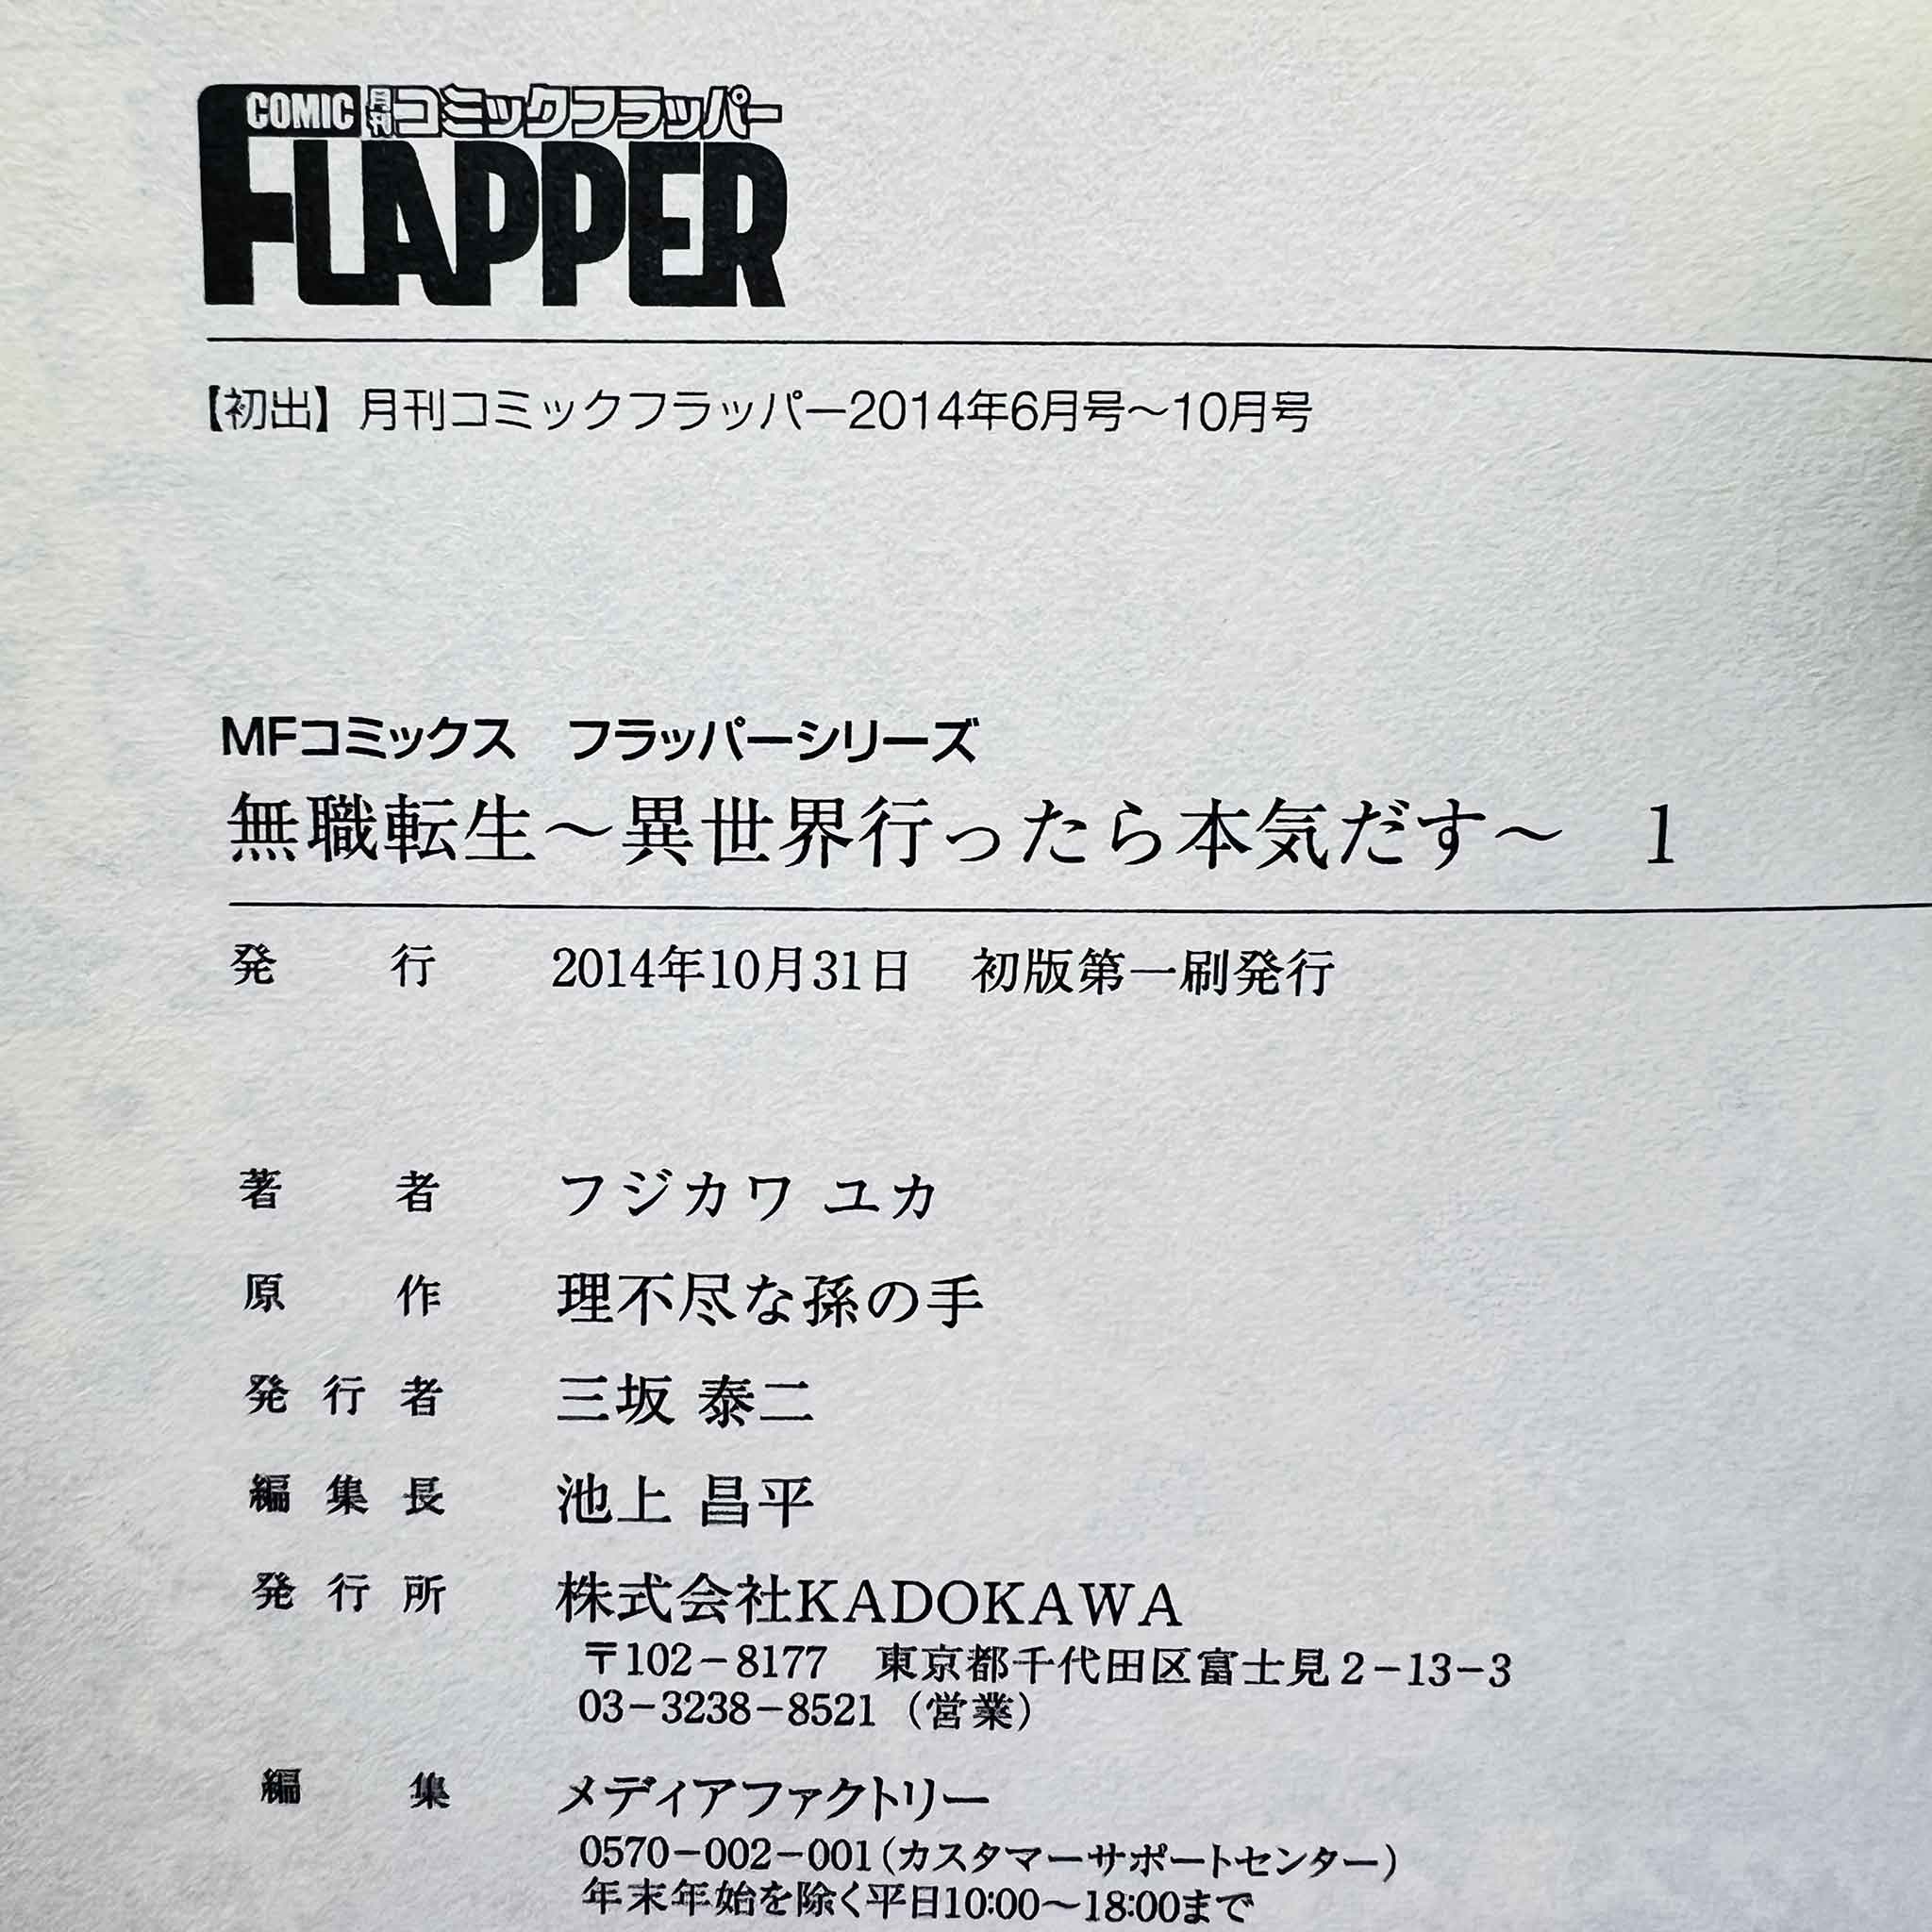 COMIC 月刊コミックフラッパー
FLAPPER
【初出】月刊コミックフラッパー2014年6月号〜10月号
MFコミックス　フラッパーシリーズ
無職転生〜異世界行ったら本気だす〜　1
発行　2014年10月31日　初版第一刷発行
著者　フジカワ ユカ
原作　理不尽な孫の手
発行者　三坂 泰二
編集長　池上 昌平
発行所　株式会社KADOKAWA
〒102－8177　東京都千代田区富士見2－13－3
03－3238－8521（営業）
編集　メディアファクトリー
0570－002－001（カスタマーサポートセンター）
年末年始を除く平日10:00〜18:00まで